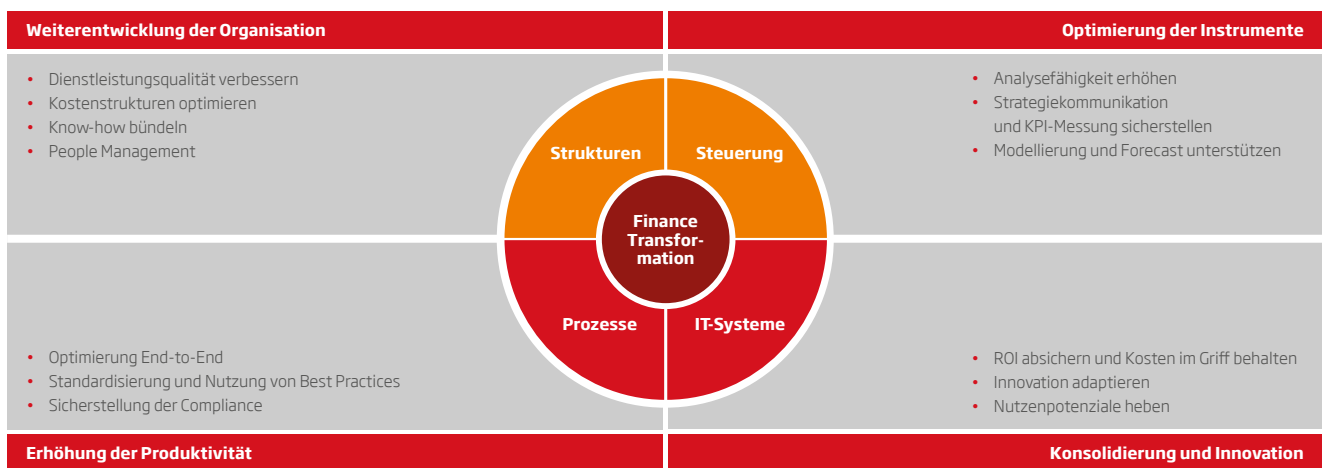 Weiterentwicklung der Organisation
Optimierung der Instrumente
• Dienstleistungsqualität verbessern
• Kostenstrukturen optimieren
• Know-how bündeln
• People Management
• Analysefähigkeit erhöhen
• Strategiekommunikation
und KPI-Messung sicherstellen
• Modellierung und Forecast unterstützen
Strukturen
Steuerung
Finance
Transfor-
mation
Prozesse
IT-Systeme
• Optimierung End-to-End
• Standardisierung und Nutzung von Best Practices
• Sicherstellung der Compliance
• ROI absichern und Kosten im Griff behalten
• Innovation adaptieren
• Nutzenpotenziale heben
Erhöhung der Produktivität
Konsolidierung und Innovation